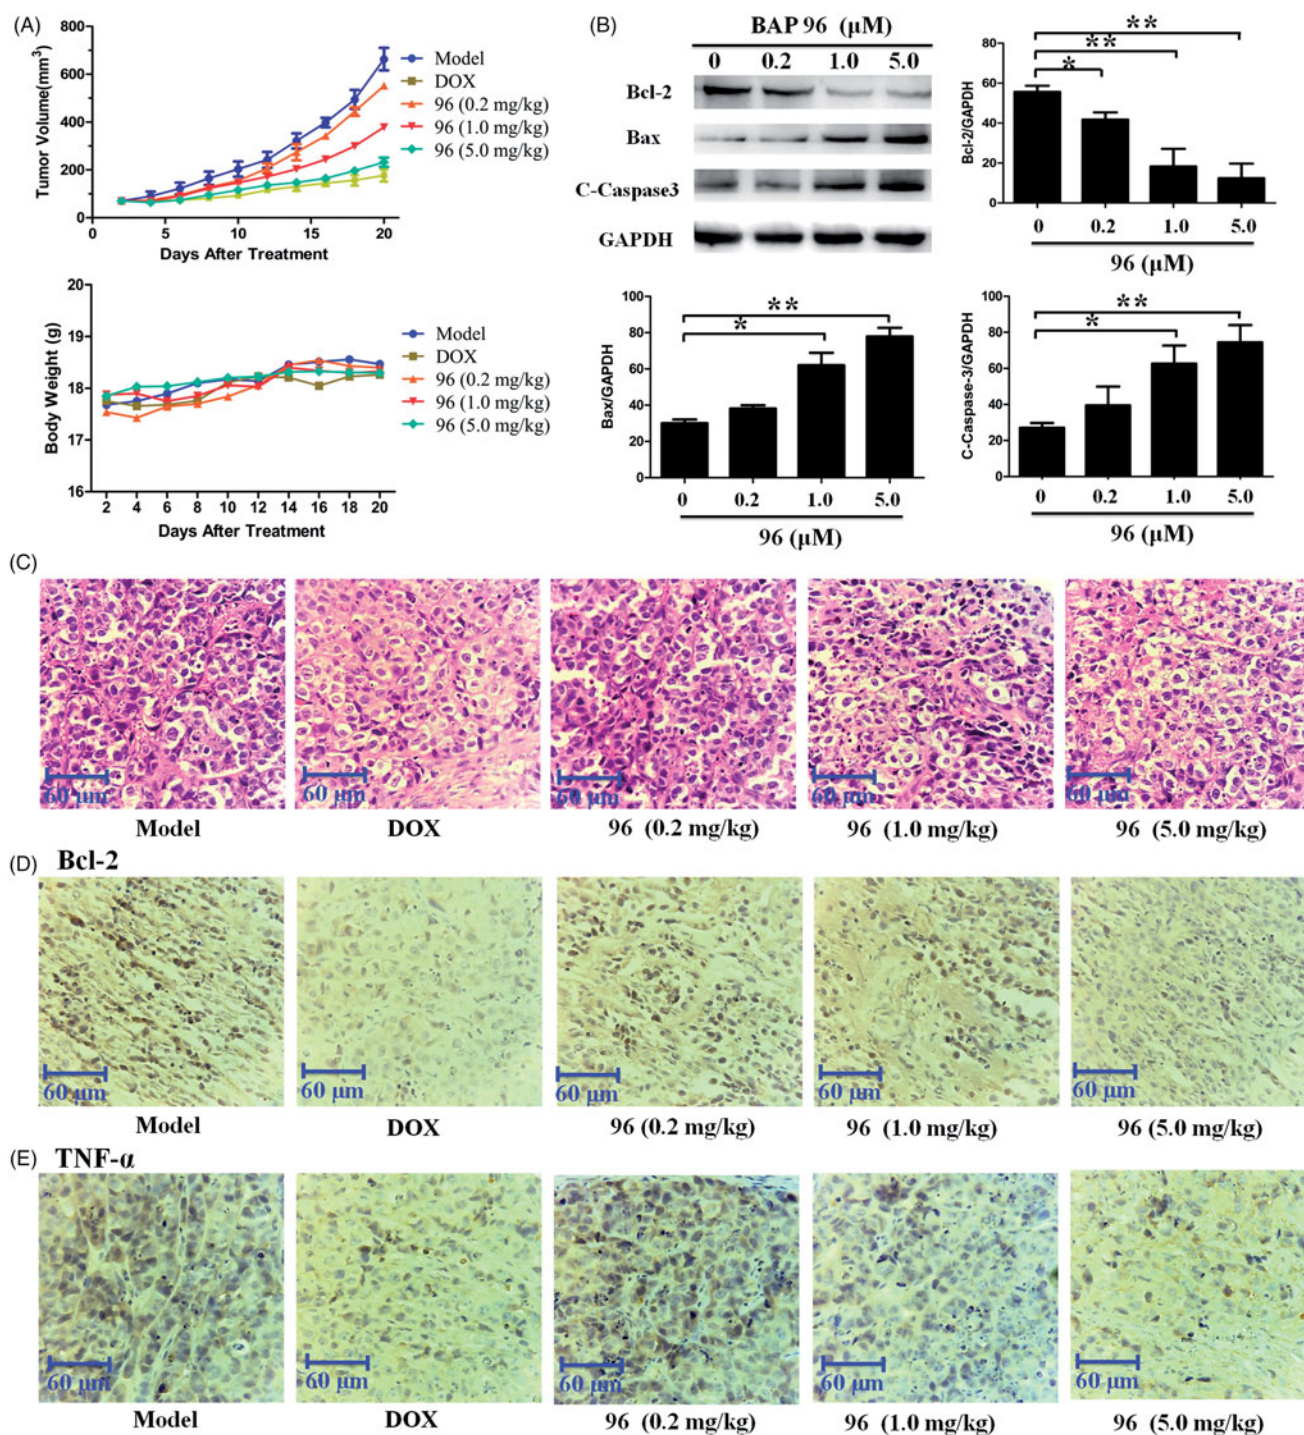 (A)
800
600
400
200
0
Tumor Volume(mm³)
0 5 10 15 20
Days After Treatment
Model
DOX
96 (0.2 mg/kg)
96 (1.0 mg/kg)
96 (5.0 mg/kg)
20
19
18
17
16
Body Weight (g)
2 4 6 8 10 12 14 16 18 20
Days After Treatment
Model
DOX
96 (0.2 mg/kg)
96 (1.0 mg/kg)
96 (5.0 mg/kg)
(B)
BAP 96 (μM)
0 0.2 1.0 5.0
Bcl-2
Bax
C-Caspase3
GAPDH
**
**
*
80
60
40
20
0
Bcl-2/GAPDH
0 0.2 1.0 5.0
96 (μM)
**
*
100
80
60
40
20
0
Bax/GAPDH
0 0.2 1.0 5.0
96 (μM)
**
*
100
80
60
40
20
0
C-Caspase-3/GAPDH
0 0.2 1.0 5.0
96 (μM)
(C)
60 μm 60 μm 60 μm 60 μm 60 μm
Model DOX 96 (0.2 mg/kg) 96 (1.0 mg/kg) 96 (5.0 mg/kg)
(D) Bcl-2
60 μm 60 μm 60 μm 60 μm 60 μm
Model DOX 96 (0.2 mg/kg) 96 (1.0 mg/kg) 96 (5.0 mg/kg)
(E) TNF-α
60 μm 60 μm 60 μm 60 μm 60 μm
Model DOX 96 (0.2 mg/kg) 96 (1.0 mg/kg) 96 (5.0 mg/kg)